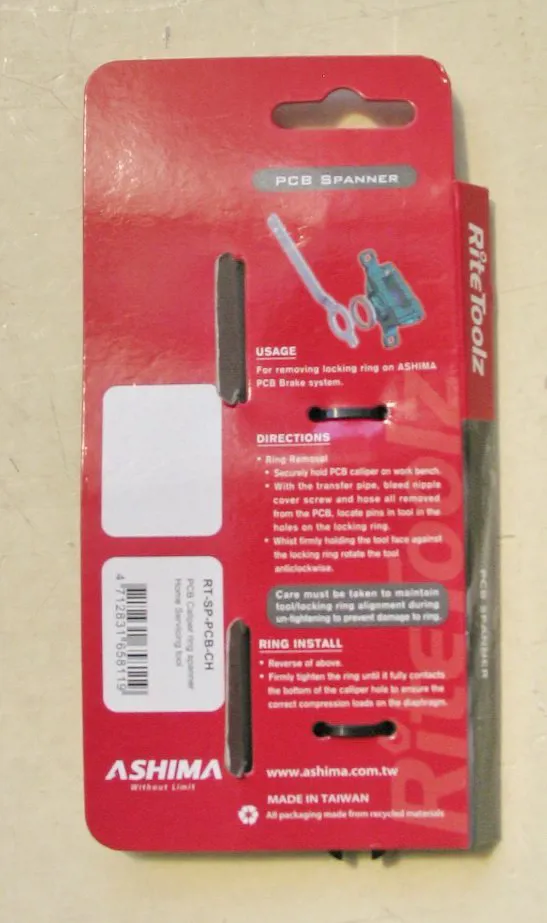 PCB SPANNER
RiteToolz
USAGE
For removing locking ring on ASHIMA
PCB Brake system.
DIRECTIONS
• Ring Removal
• Securely hold PCB caliper on work bench.
• With the transfer pipe, bleed nipple
cover screw and hose all removed
from the PCB, locate pins in tool in the
holes on the locking ring.
• Whist firmly holding the tool face against
the locking ring rotate the tool
anticlockwise.
Care must be taken to maintain
tool/locking ring alignment during
un-tightening to prevent damage to ring.
RING INSTALL
• Reverse of above.
• Firmly tighten the ring until it fully contacts
the bottom of the caliper hole to ensure the
correct compression loads on the diaphragm.
www.ashima.com.tw
MADE IN TAIWAN
All packaging made from recycled materials
RT-SP-PCB-CH
PCB Caliper ring spanner
Home Servicing tool
4 712831 658119
ASHIMA
Without Limit
PCB SPANNER
RiteToolz